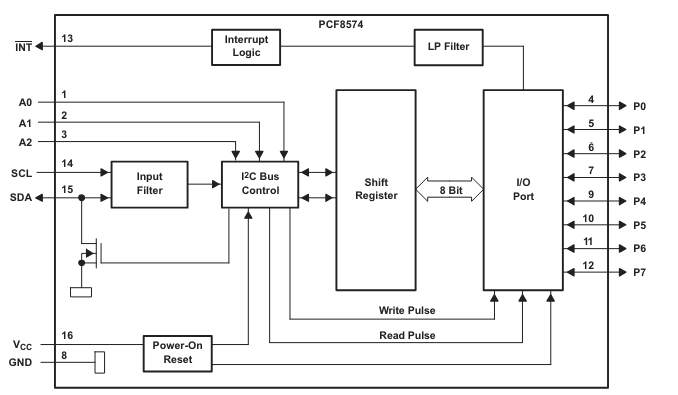 PCF8574
INT 13
Interrupt
Logic
LP Filter
A0 1
A1 2
A2 3
SCL 14
SDA 15
Input
Filter
I²C Bus
Control
Shift
Register
8 Bit
I/O
Port
4 P0
5 P1
6 P2
7 P3
9 P4
10 P5
11 P6
12 P7
Write Pulse
Read Pulse
VCC 16
GND 8
Power-On
Reset